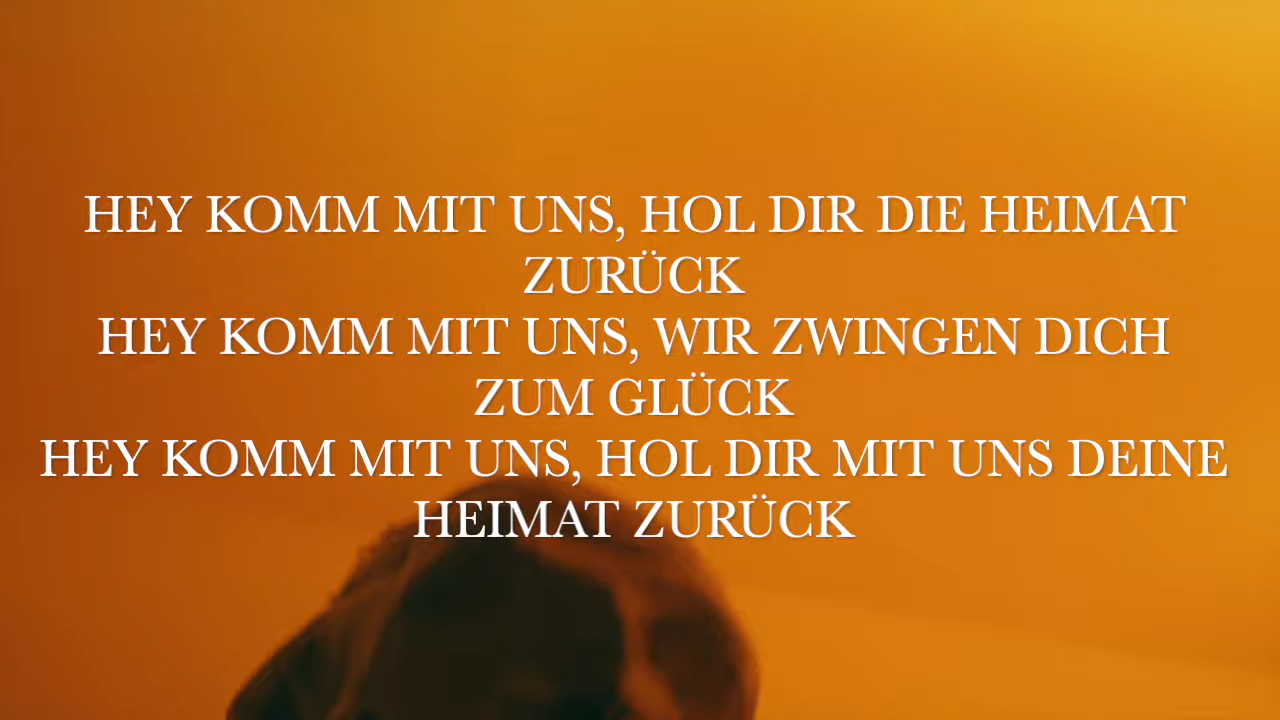 HEY KOMM MIT UNS, HOL DIR DIE HEIMAT
ZURÜCK
HEY KOMM MIT UNS, WIR ZWINGEN DICH
ZUM GLÜCK
HEY KOMM MIT UNS, HOL DIR MIT UNS DEINE
HEIMAT ZURÜCK